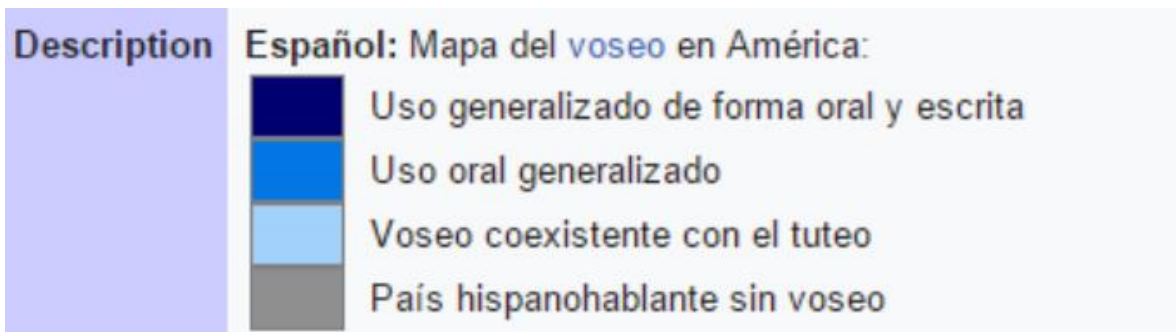 Description Español: Mapa del voseo en América:
Uso generalizado de forma oral y escrita
Uso oral generalizado
Voseo coexistente con el tuteo
País hispanohablante sin voseo